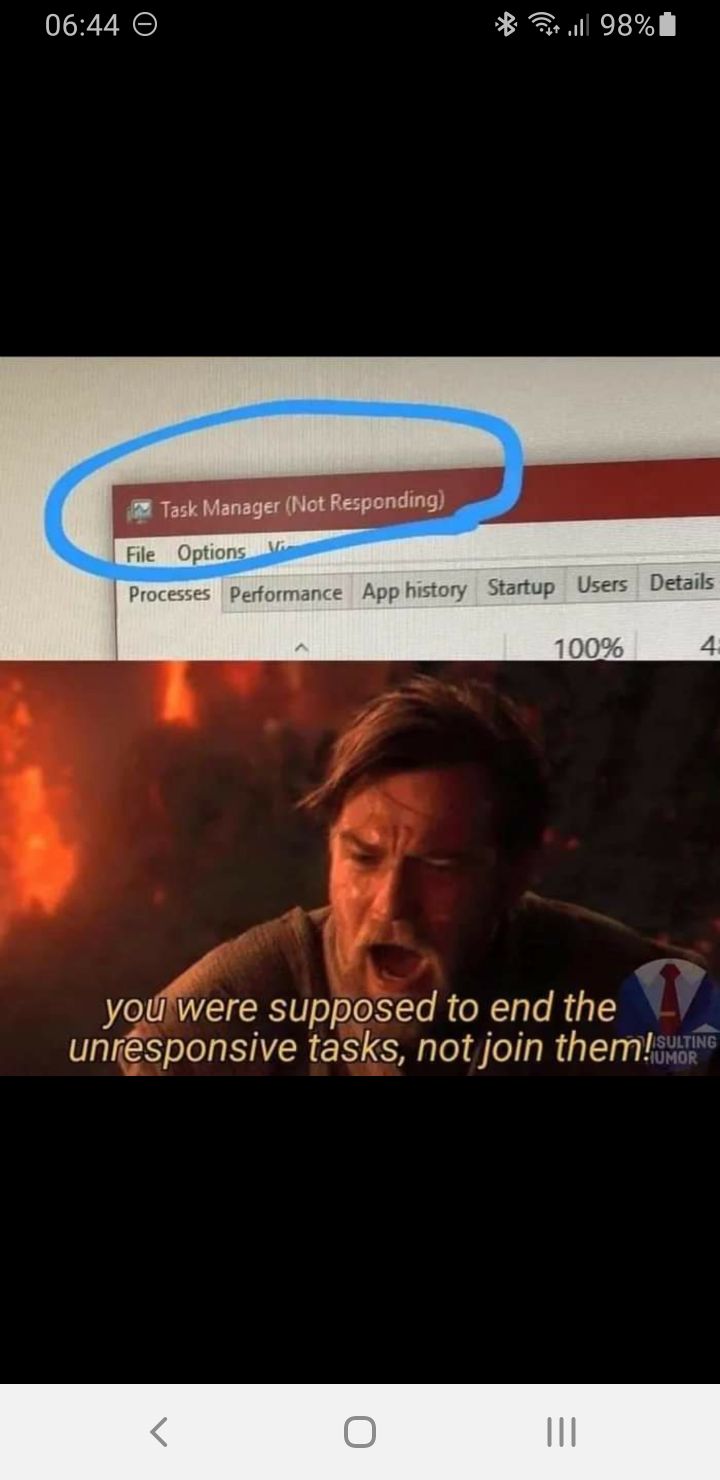 06:44 98%
Task Manager (Not Responding)
File Options
Processes Performance App history Startup Users Details
100%
you were supposed to end the
unresponsive tasks, not join them!